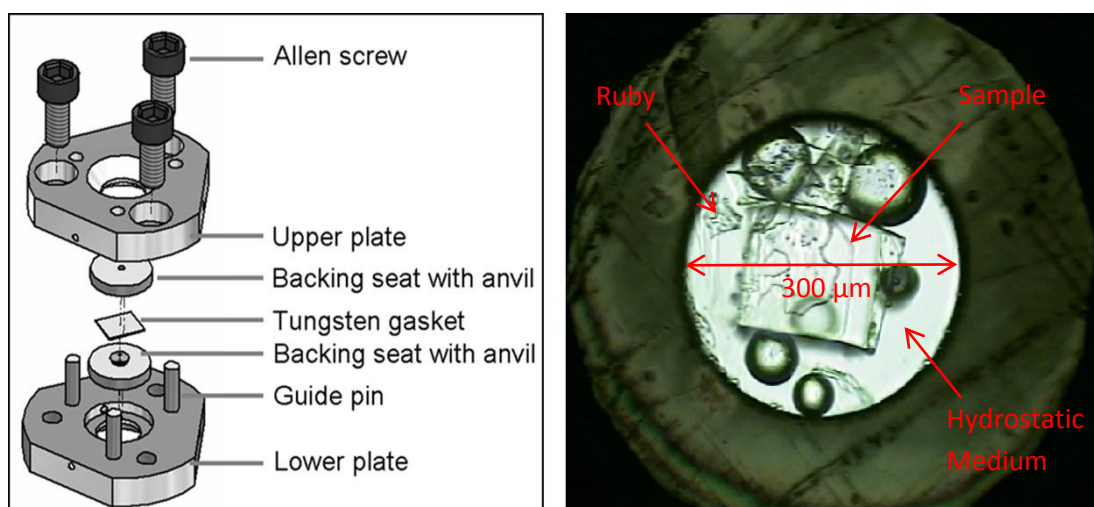 Allen screw
Upper plate
Backing seat with anvil
Tungsten gasket
Backing seat with anvil
Guide pin
Lower plate
Ruby
Sample
300 µm
Hydrostatic
Medium